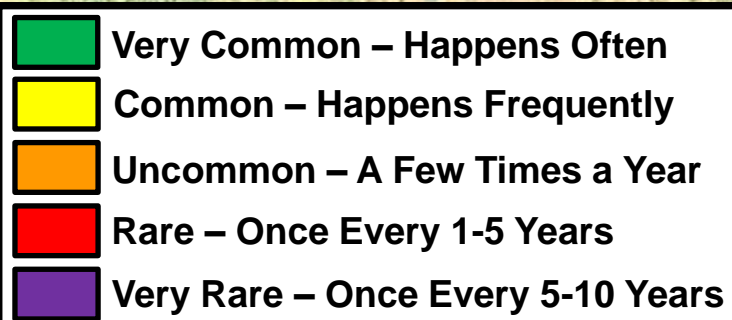 Very Common – Happens Often
Common – Happens Frequently
Uncommon – A Few Times a Year
Rare – Once Every 1-5 Years
Very Rare – Once Every 5-10 Years